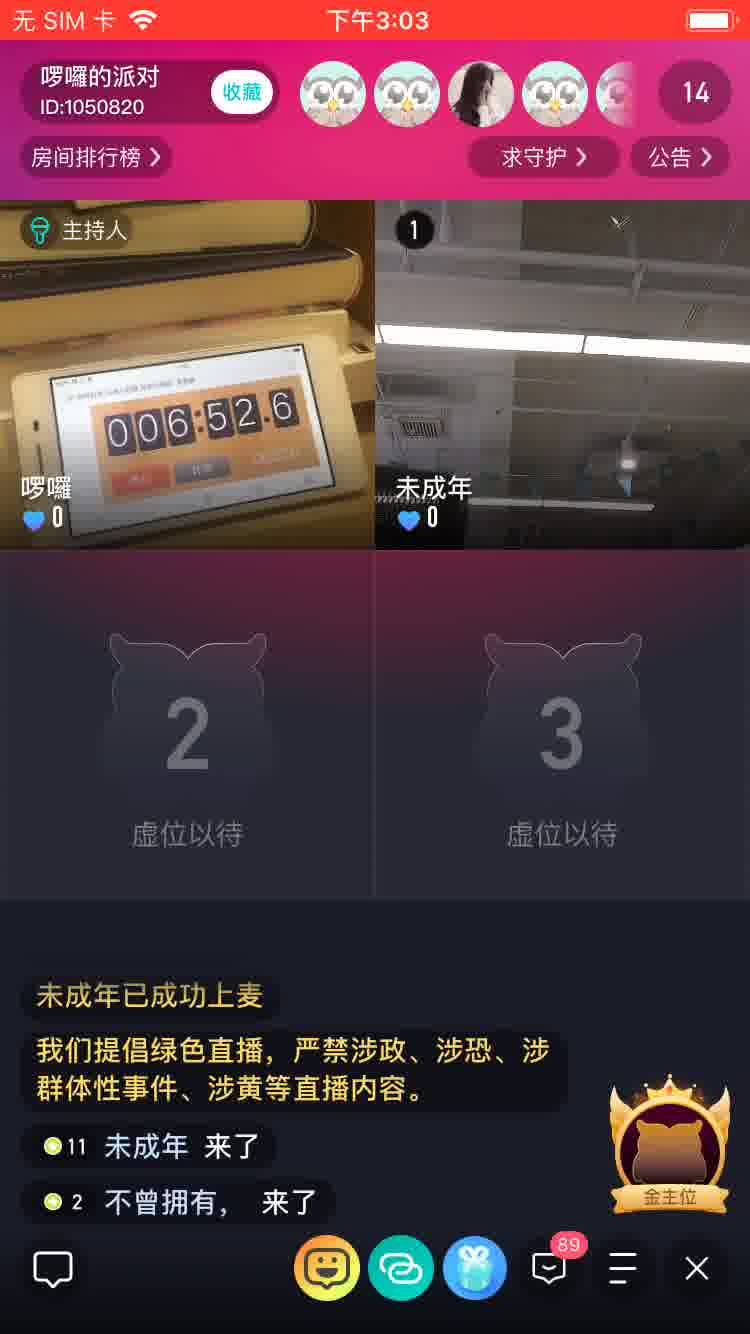 无 SIM 卡
下午3:03
啰囉的派对
ID:1050820
收藏
14
房间排行榜
求守护
公告
主持人
1
006:52.6
啰囉
0
未成年
0
2
3
虚位以待
虚位以待
未成年已成功上麦
我们提倡绿色直播，严禁涉政、涉恐、涉
群体性事件、涉黄等直播内容。
11 未成年 来了
2 不曾拥有， 来了
金主位
89